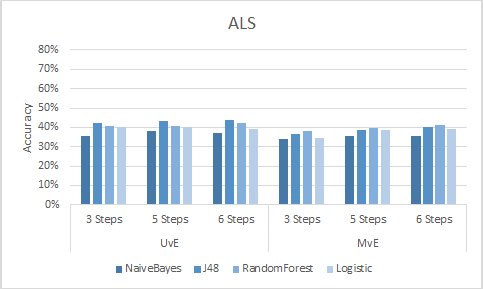 ALS
80%
70%
60%
50%
40%
30%
20%
10%
0%
Accuracy
3 Steps 5 Steps 6 Steps 3 Steps 5 Steps 6 Steps
UvE MvE
NaiveBayes J48 RandomForest Logistic